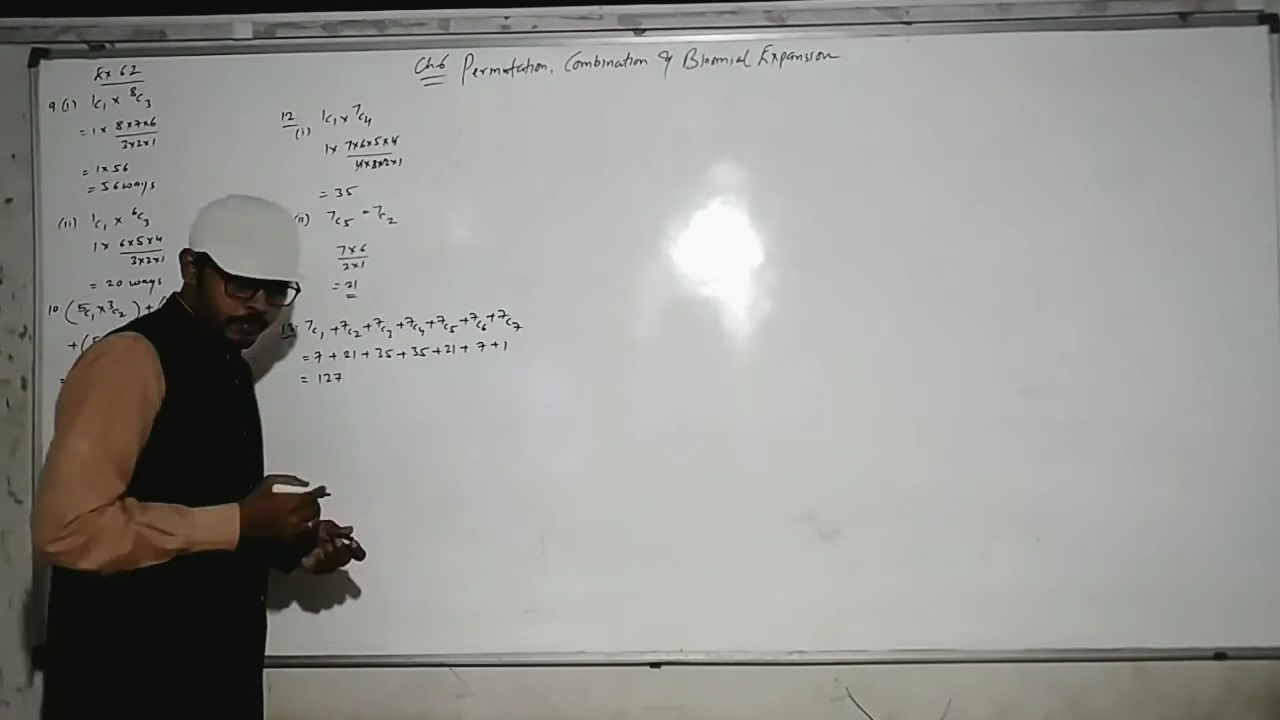 Ch6 Permutation, Combination & Binomial Expansion
Ex 62
9(i) ¹C₁ × ⁸C₃
= 1 × 8×7×6 / 3×2×1
= 1×56
= 56 ways
(ii) ¹C₁ × ⁶C₃
1 × 6×5×4 / 3×2×1
= 20 ways
10 (⁵C₁ × ³C₂) +
+(5
=
12 (i) ¹C₁ × ⁷C₄
1× 7×6×5×4 / 4×3×2×1
= 35
(ii) ⁷C₅ = ⁷C₂
7×6 / 2×1
= 21
13 ⁷C₁ + ⁷C₂ + ⁷C₃ + ⁷C₄ + ⁷C₅ + ⁷C₆ + ⁷C₇
= 7 + 21 + 35 + 35 + 21 + 7 + 1
= 127